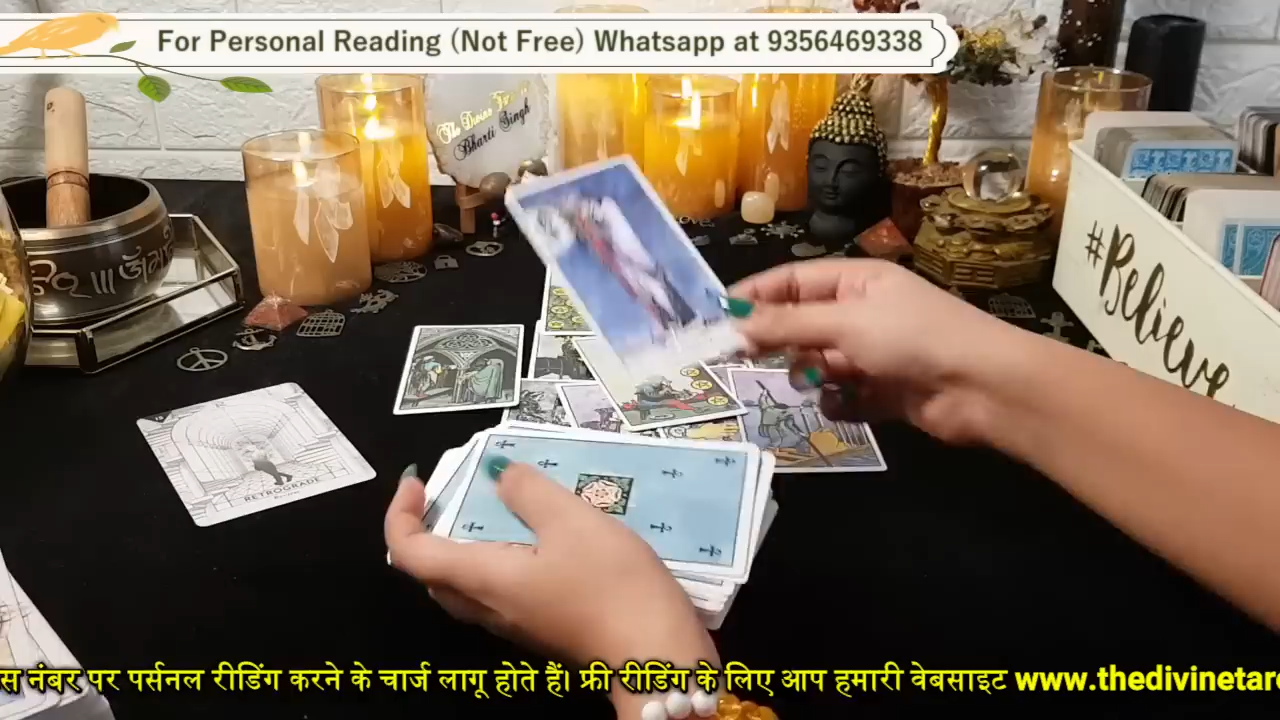 For Personal Reading (Not Free) Whatsapp at 9356469338
The Divine Tarot
Bharti Singh
#Believe
RETROGRADE
स नंबर पर पर्सनल रीडिंग करने के चार्ज लागू होते हैं। फ्री रीडिंग के लिए आप हमारी वेबसाइट www.thedivinetaro